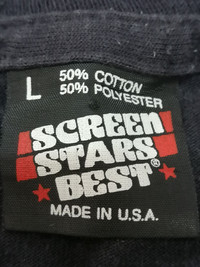 L
50% COTTON
50% POLYESTER
SCREEN
STARS
BEST®
MADE IN U.S.A.